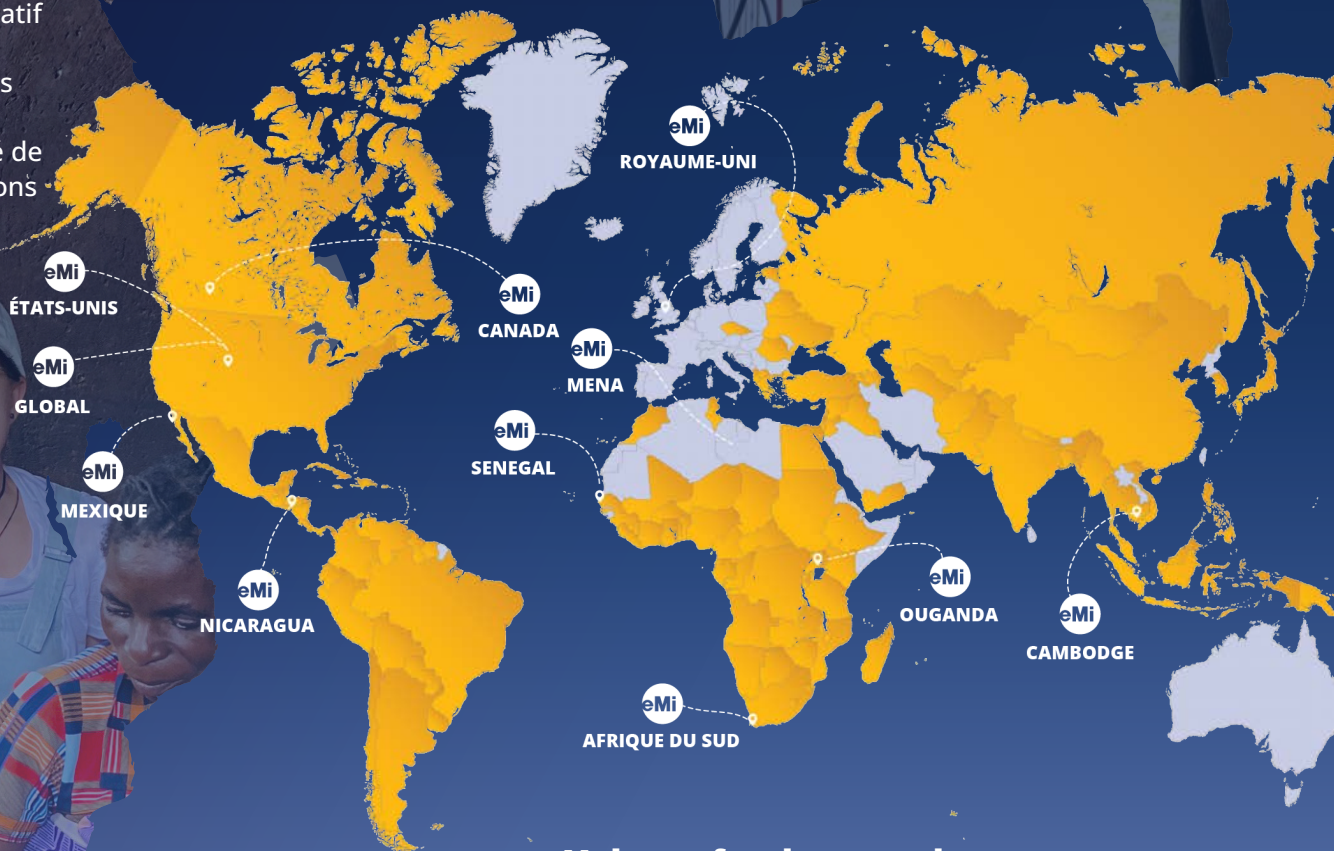 atif
s
e de
ons
eMi
ROYAUME-UNI
eMi
ÉTATS-UNIS
eMi
CANADA
eMi
MENA
eMi
GLOBAL
eMi
SENEGAL
eMi
MEXIQUE
eMi
NICARAGUA
eMi
OUGANDA
eMi
CAMBODGE
eMi
AFRIQUE DU SUD